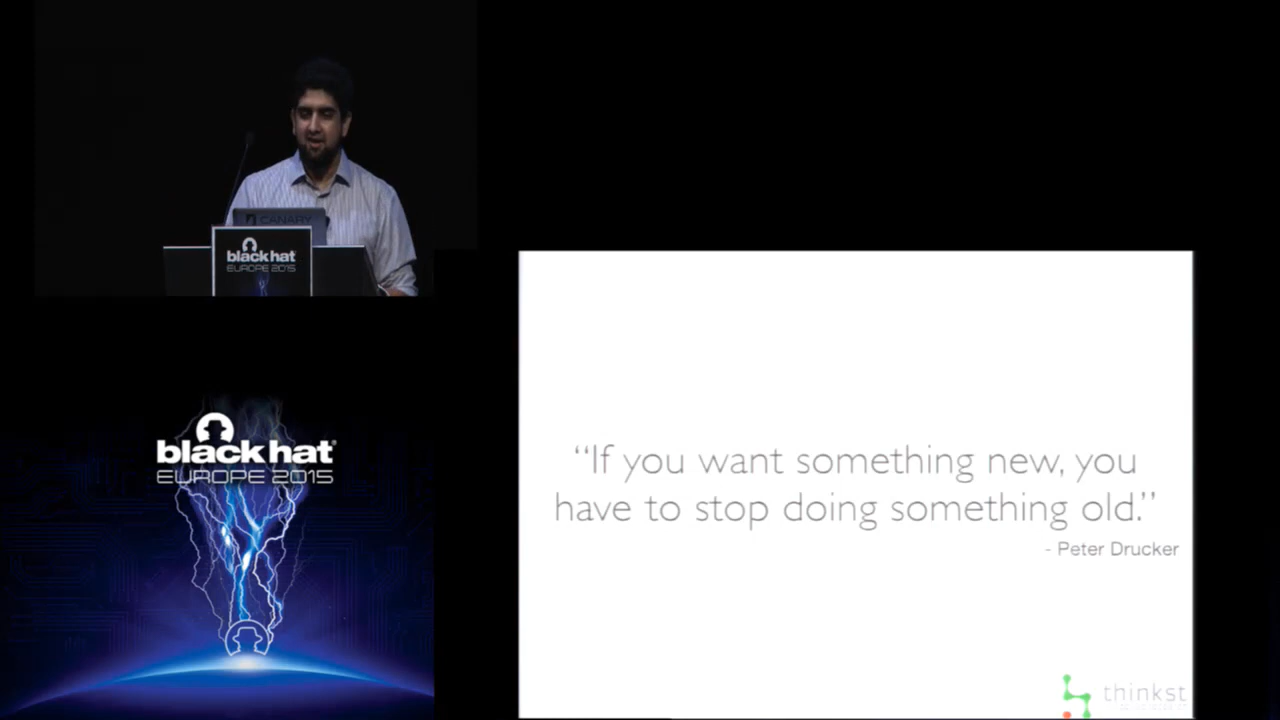 CANARY
black hat
EUROPE 2015
black hat
EUROPE 2015
“If you want something new, you
have to stop doing something old.”
- Peter Drucker
thinkst